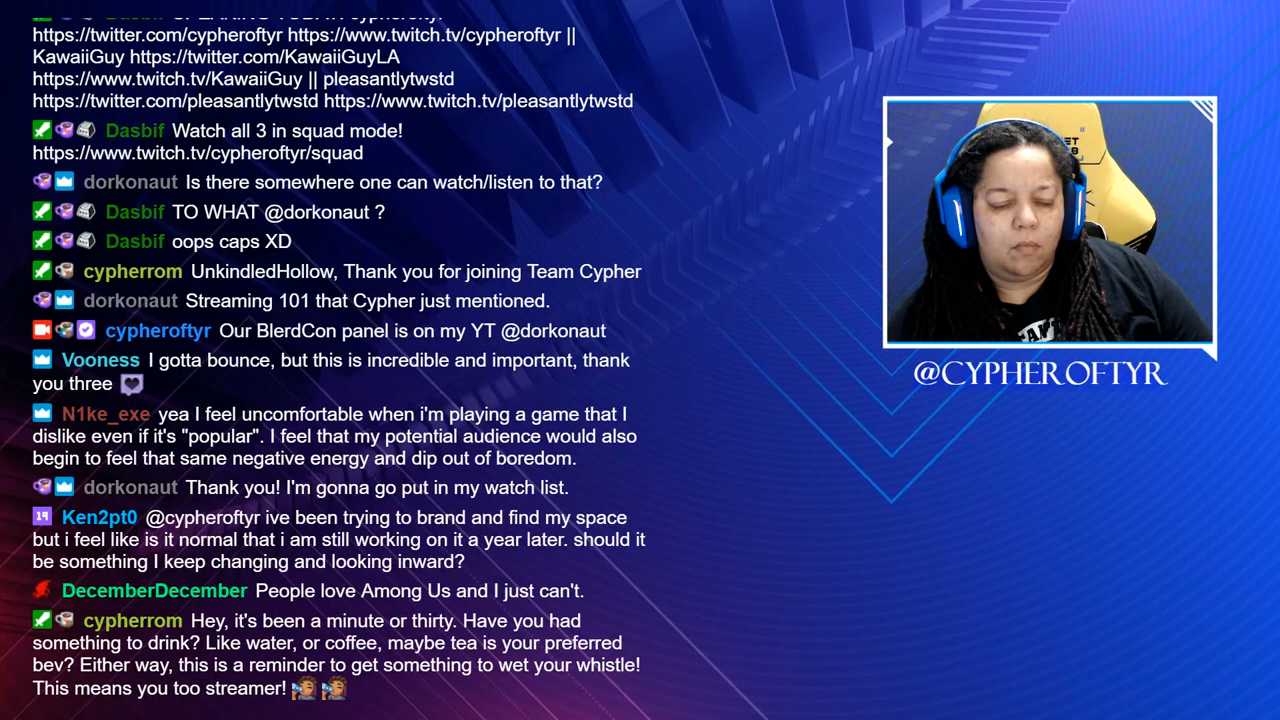 https://twitter.com/cypheroftyr https://www.twitch.tv/cypheroftyr ||
KawaiiGuy https://twitter.com/KawaiiGuyLA
https://www.twitch.tv/KawaiiGuy || pleasantlytwstd
https://twitter.com/pleasantlytwstd https://www.twitch.tv/pleasantlytwstd
Dasbif Watch all 3 in squad mode!
https://www.twitch.tv/cypheroftyr/squad
dorkonaut Is there somewhere one can watch/listen to that?
Dasbif TO WHAT @dorkonaut ?
Dasbif oops caps XD
cypherrom UnkindledHollow, Thank you for joining Team Cypher
dorkonaut Streaming 101 that Cypher just mentioned.
cypheroftyr Our BlerdCon panel is on my YT @dorkonaut
Vooness I gotta bounce, but this is incredible and important, thank
you three
N1ke_exe yea I feel uncomfortable when i'm playing a game that I
dislike even if it's "popular". I feel that my potential audience would also
begin to feel that same negative energy and dip out of boredom.
dorkonaut Thank you! I'm gonna go put in my watch list.
19 Ken2pt0 @cypheroftyr ive been trying to brand and find my space
but i feel like is it normal that i am still working on it a year later. should it
be something I keep changing and looking inward?
DecemberDecember People love Among Us and I just can't.
cypherrom Hey, it's been a minute or thirty. Have you had
something to drink? Like water, or coffee, maybe tea is your preferred
bev? Either way, this is a reminder to get something to wet your whistle!
This means you too streamer!
@CYPHEROFTYR